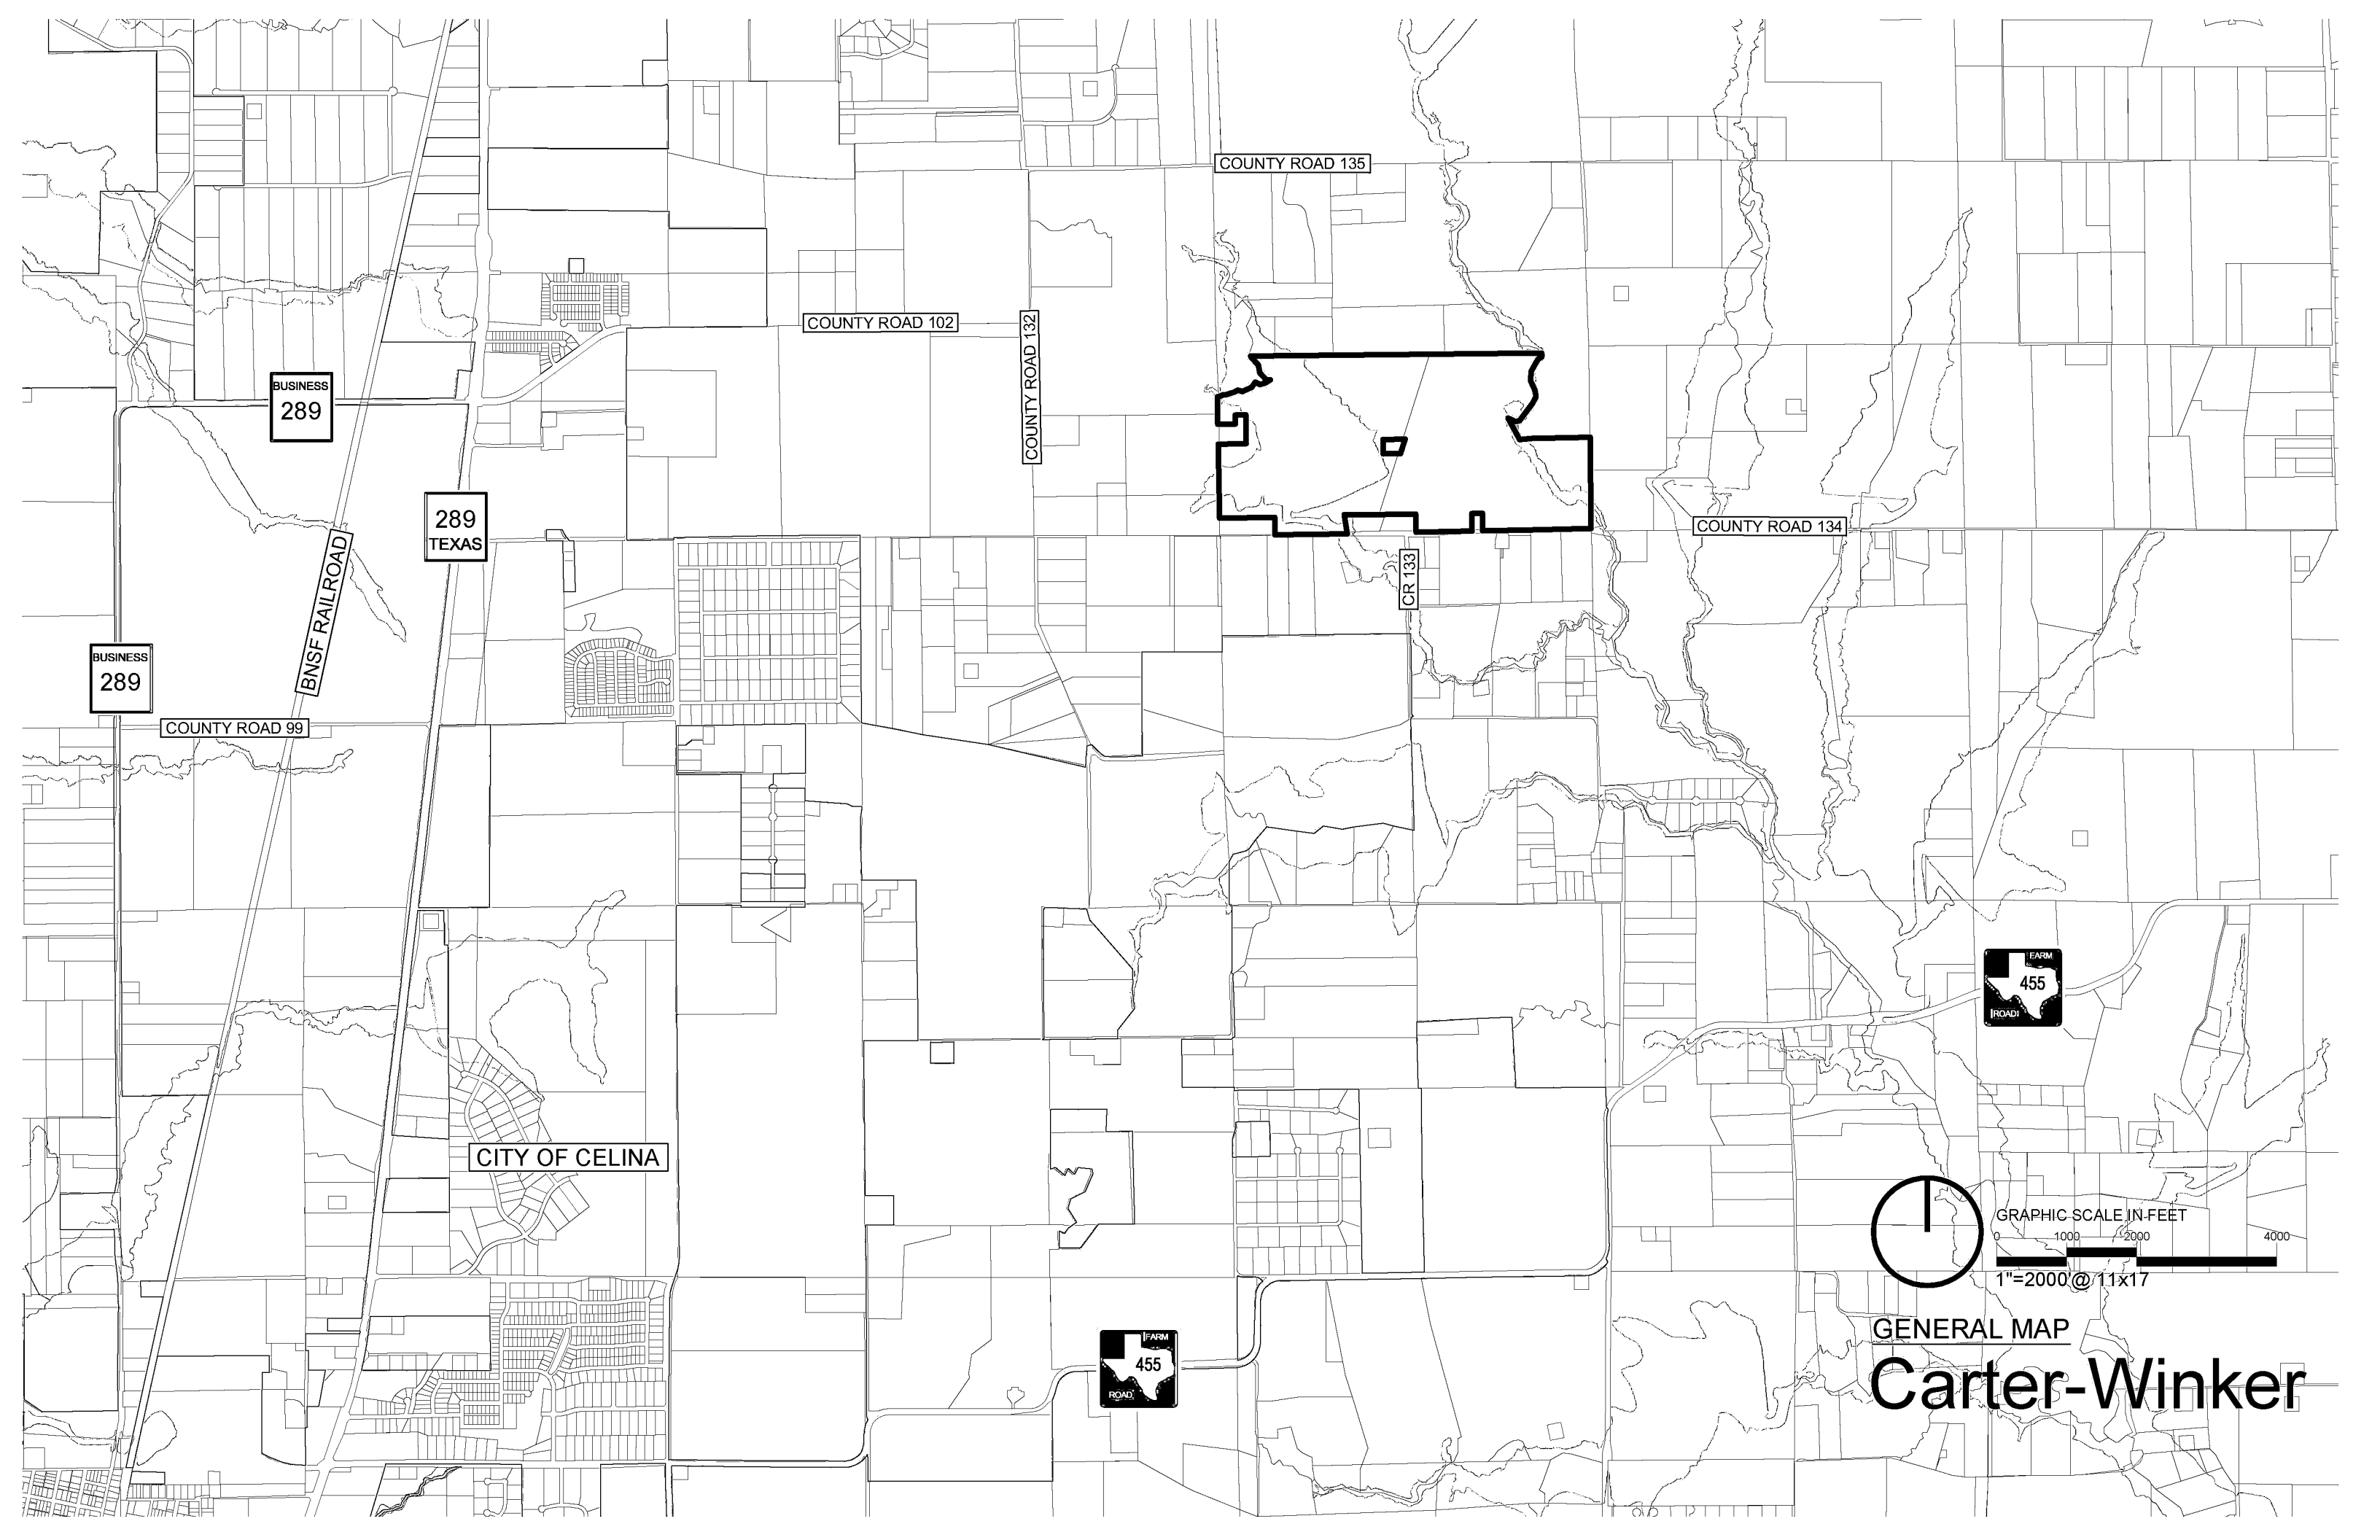 COUNTY ROAD 135
COUNTY ROAD 102
COUNTY ROAD 132
BUSINESS
289
289
TEXAS
COUNTY ROAD 134
BNSF RAILROAD
CR 133
BUSINESS
289
COUNTY ROAD 99
FARM
455
ROAD
CITY OF CELINA
GRAPHIC SCALE IN FEET
0 1000 2000 4000
1"=2000'@ 11x17
GENERAL MAP
FARM
455
ROAD
Carter-Winker